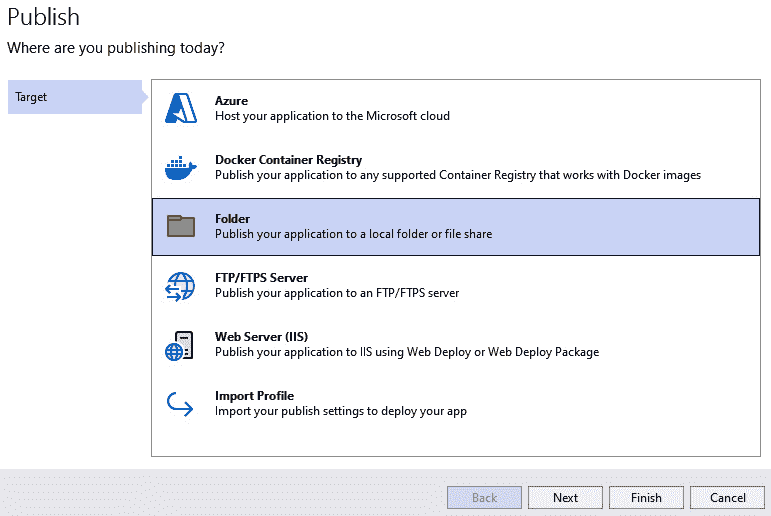 Publish
Where are you publishing today?
Target
Azure
Host your application to the Microsoft cloud
Docker Container Registry
Publish your application to any supported Container Registry that works with Docker images
Folder
Publish your application to a local folder or file share
FTP/FTPS Server
Publish your application to an FTP/FTPS server
Web Server (IIS)
Publish your application to IIS using Web Deploy or Web Deploy Package
Import Profile
Import your publish settings to deploy your app
Back
Next
Finish
Cancel